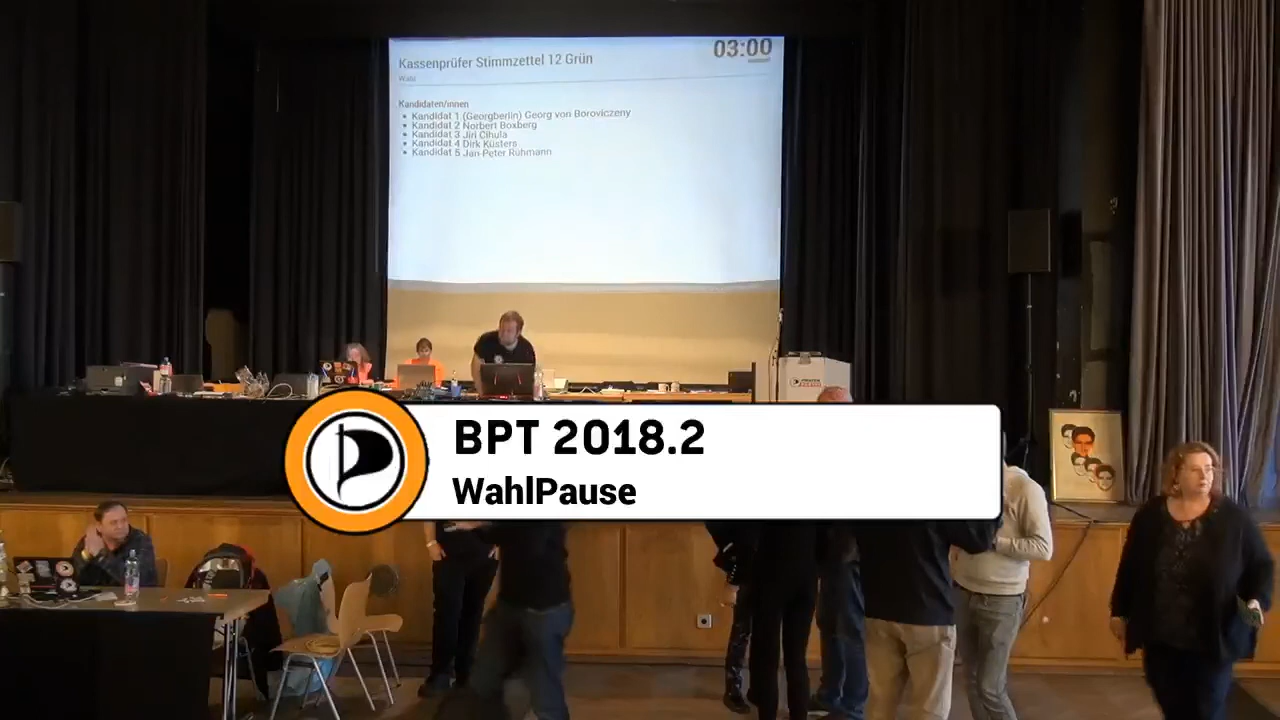 Kassenprüfer Stimmzettel 12 Grün
03:00
Wahl
Kandidaten/innen
Kandidat 1 (Georgberlin) Georg von Boroviczeny
Kandidat 2 Norbert Boxberg
Kandidat 3 Jiri Cihula
Kandidat 4 Dirk Küsters
Kandidat 5 Jan-Peter Rühmann
BPT 2018.2
WahlPause